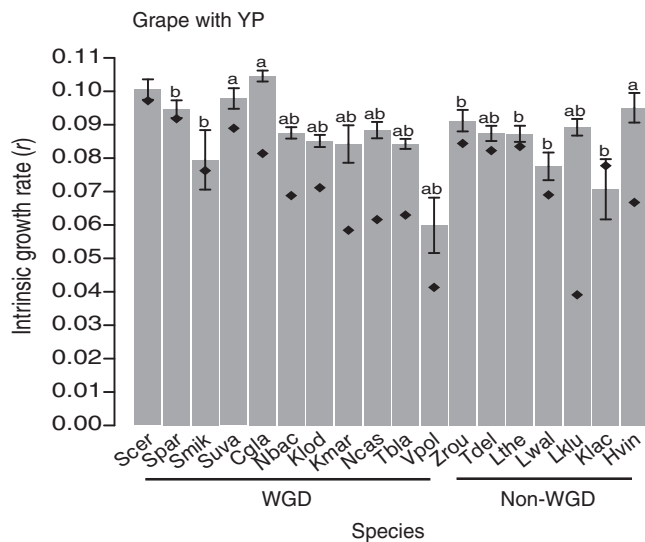 Grape with YP
Intrinsic growth rate (r)
0.11
0.10
0.09
0.08
0.07
0.06
0.05
0.04
0.03
0.02
0.01
0.00
b b a a ab ab ab ab ab ab b ab b b ab b a
Scer Spar Smik Suva Cgla Nbac Klod Kmar Ncas Tbla Vpol Zrou Tdel Lthe Lwal Lklu Klac Hvin
WGD Non-WGD
Species